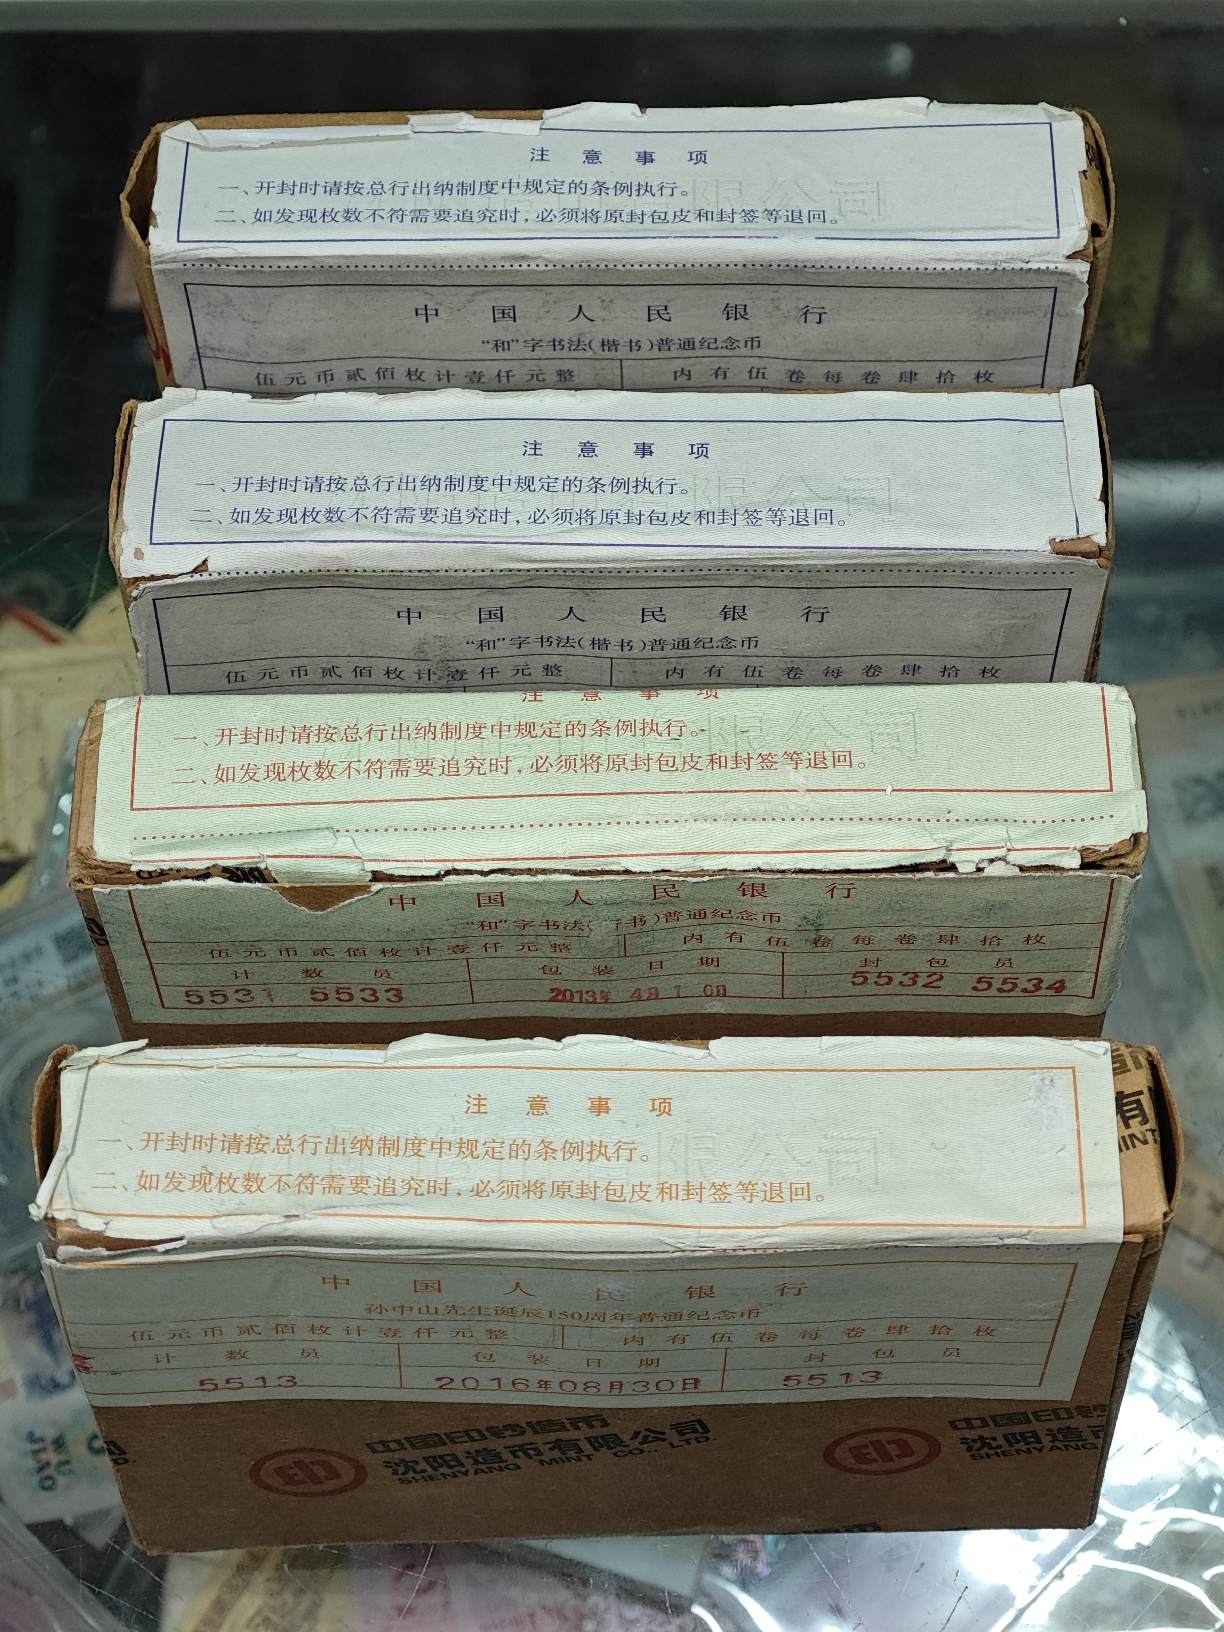 注意事项
一、开封时请按总行出纳制度中规定的条例执行。
二、如发现枚数不符需要追究时，必须将原封包皮和封签等退回。
中国人民银行
“和”字书法(楷书)普通纪念币
伍元币贰佰枚计壹仟元整 内有伍卷每卷肆拾枚
注意事项
一、开封时请按总行出纳制度中规定的条例执行。
二、如发现枚数不符需要追究时，必须将原封包皮和封签等退回。
中国人民银行
“和”字书法(楷书)普通纪念币
伍元币贰佰枚计壹仟元整 内有伍卷每卷肆拾枚
注意事项
一、开封时请按总行出纳制度中规定的条例执行。
二、如发现枚数不符需要追究时，必须将原封包皮和封签等退回。
中国人民银行
“和”字书法(行书)普通纪念币
伍元币贰佰枚计壹仟元整 内有伍卷每卷肆拾枚
计数员 包装日期 封包员
5531 5533 2013年 4月1 0日 5532 5534
注意事项
一、开封时请按总行出纳制度中规定的条例执行。
二、如发现枚数不符需要追究时，必须将原封包皮和封签等退回。
中国人民银行
孙中山先生诞辰150周年普通纪念币
伍元币贰佰枚计壹仟元整 内有伍卷每卷肆拾枚
计数员 包装日期 封包员
5513 2016年08月30日 5513
中国印钞造币
沈阳造币有限公司
SHENYANG MINT CO., LTD.
中国印钞
沈阳造币
SHENYANG